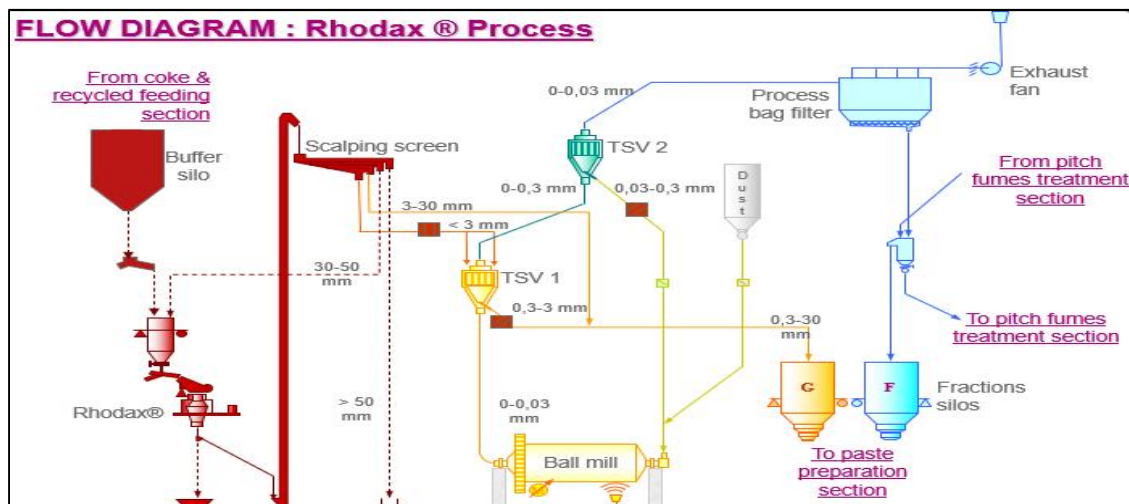 FLOW DIAGRAM : Rhodax ® Process
From coke &
recycled feeding
section
Buffer
silo
Scalping screen
0-0,03 mm
Process
bag filter
Exhaust
fan
TSV 2
0-0,3 mm
0,03-0,3 mm
Dust
From pitch
fumes treatment
section
3-30 mm
< 3 mm
30-50
mm
TSV 1
0,3-3 mm
0,3-30
mm
To pitch fumes
treatment section
Rhodax®
> 50
mm
0-0,03
mm
Ball mill
G
F
Fractions
silos
To paste
preparation
section